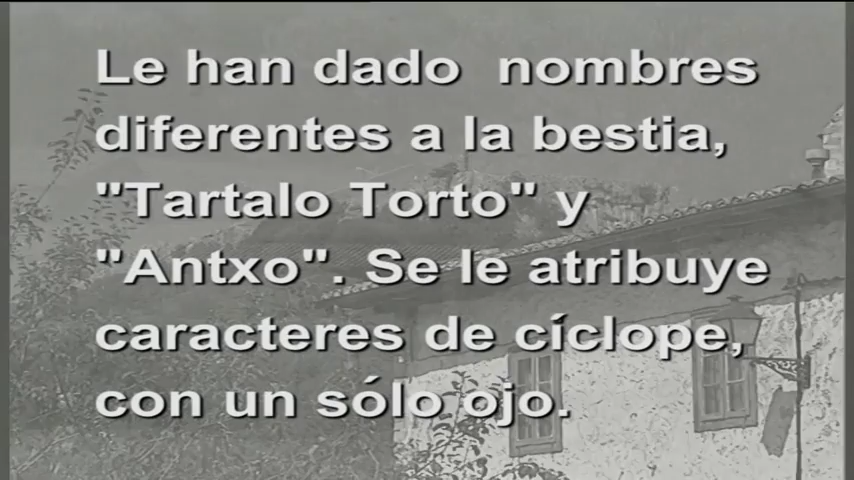 Le han dado nombres
diferentes a la bestia,
"Tartalo Torto" y
"Antxo". Se le atribuye
caracteres de cíclope,
con un sólo ojo.